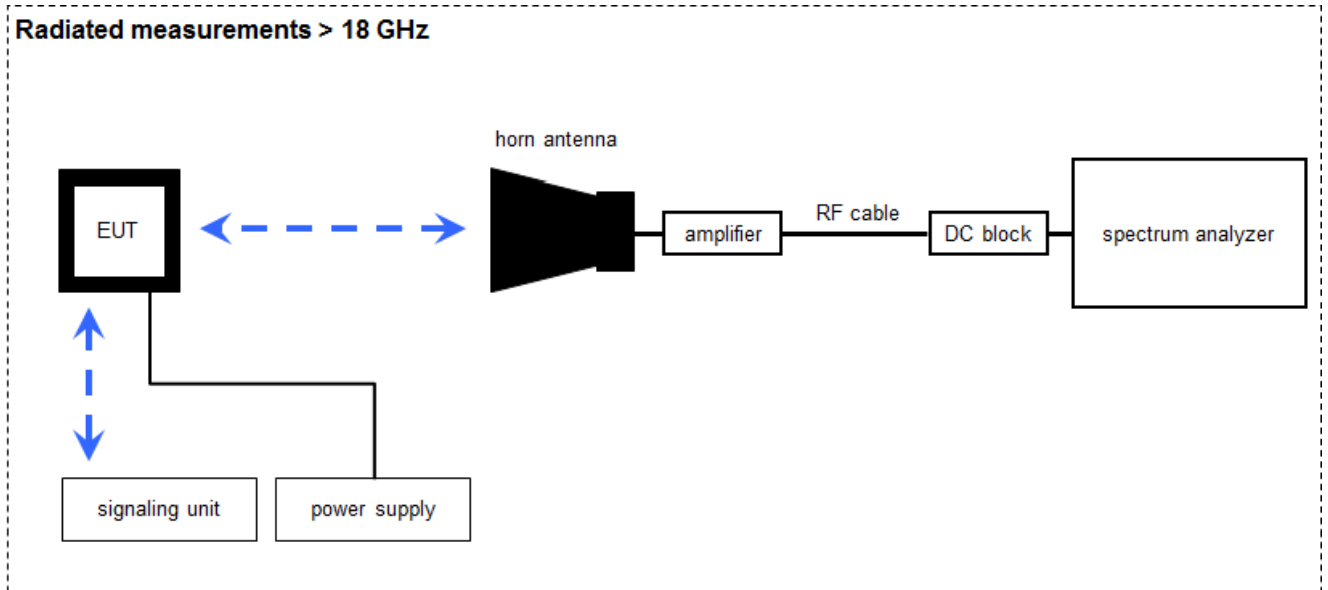 Radiated measurements > 18 GHz
horn antenna
EUT
amplifier
RF cable
DC block
spectrum analyzer
signaling unit
power supply